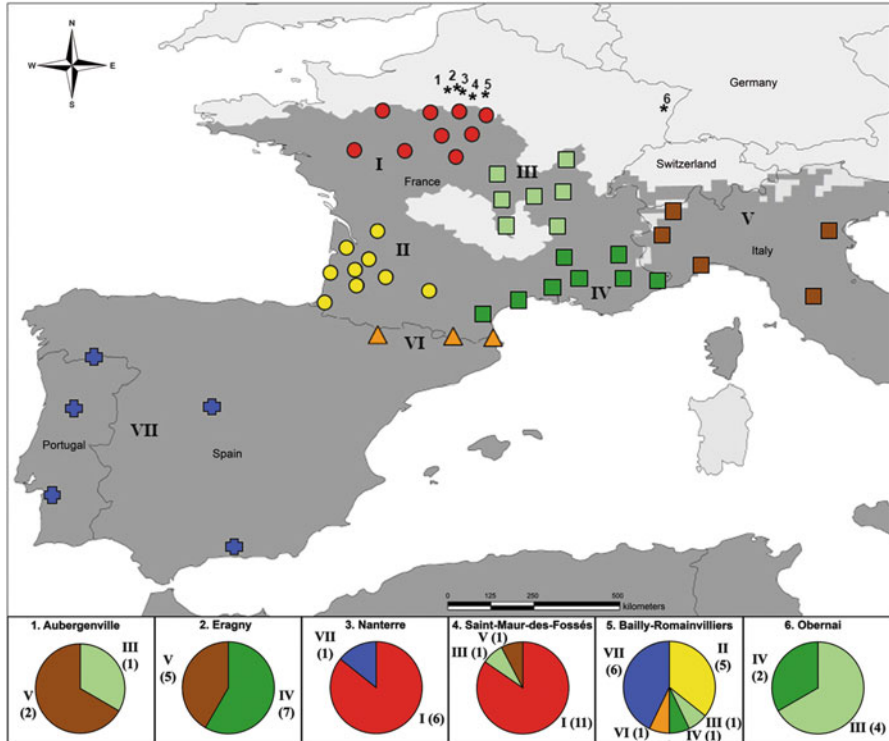 N
W E
S
1 2 3 4 5
6
Germany
Switzerland
I
III
France
V
Italy
II
IV
VI
VII
Portugal
Spain
0 125 250 500
kilometers
1. Aubergenville
III
(1)
V
(2)
2. Eragny
V
(5)
IV
(7)
3. Nanterre
VII
(1)
I (6)
4. Saint-Maur-des-Fossés
V (1)
III (1)
I (11)
5. Bailly-Romainvilliers
VII
(6)
II
(5)
III (1)
VI (1)
IV (1)
6. Obernai
IV
(2)
III (4)